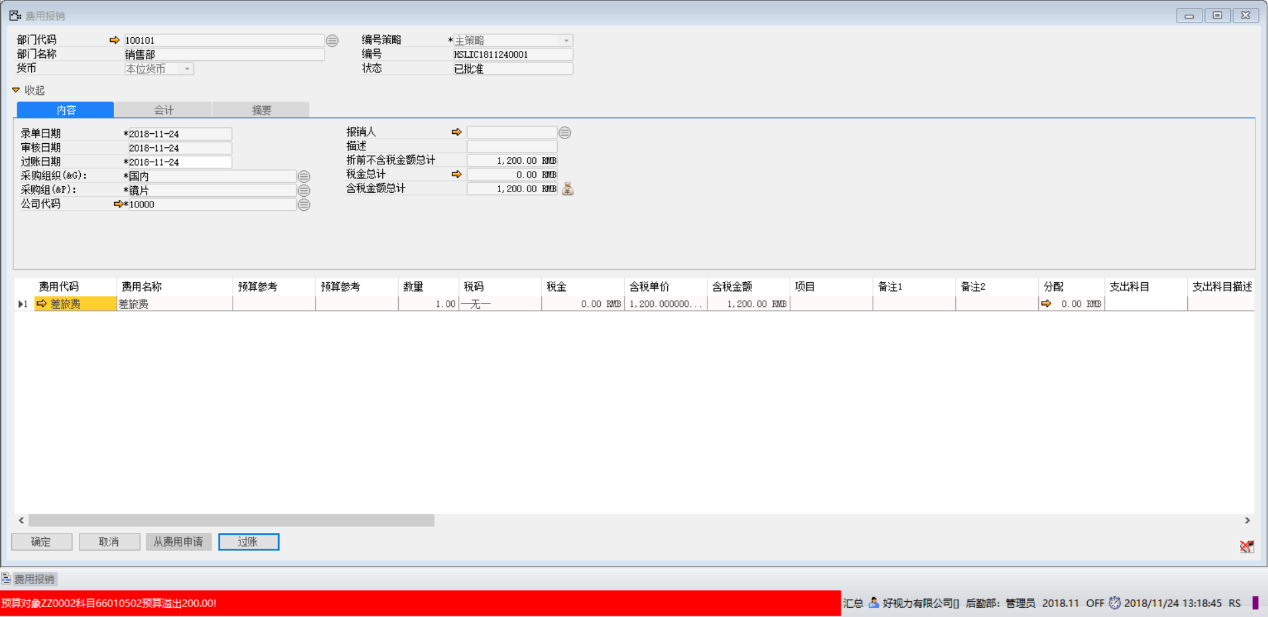 费用报销
部门代码 100101 编号策略 *主策略
部门名称 销售部 编号 HSLIC1811240001
货币 本位货币 状态 已批准
收起
内容 会计 摘要
录单日期 *2018-11-24 报销人
审核日期 2018-11-24 描述
过账日期 *2018-11-24 折前不含税金额总计 1,200.00 RMB
采购组织(&G): *国内 税金总计 0.00 RMB
采购组(&P): *镜片 含税金额总计 1,200.00 RMB
公司代码 *10000
费用代码 费用名称 预算参考 预算参考 数量 税码 税金 含税单价 含税金额 项目 备注1 备注2 分配 支出科目 支出科目描述
1 差旅费 差旅费 1.00 —无— 0.00 RMB 1,200.000000... 1,200.00 RMB 0.00 RMB
确定 取消 从费用申请 过账
费用报销
预算对象ZZ0002科目66010502预算溢出200.00! 汇总 好视力有限公司[] 后勤部: 管理员 2018.11 OFF 2018/11/24 13:18:45 RS